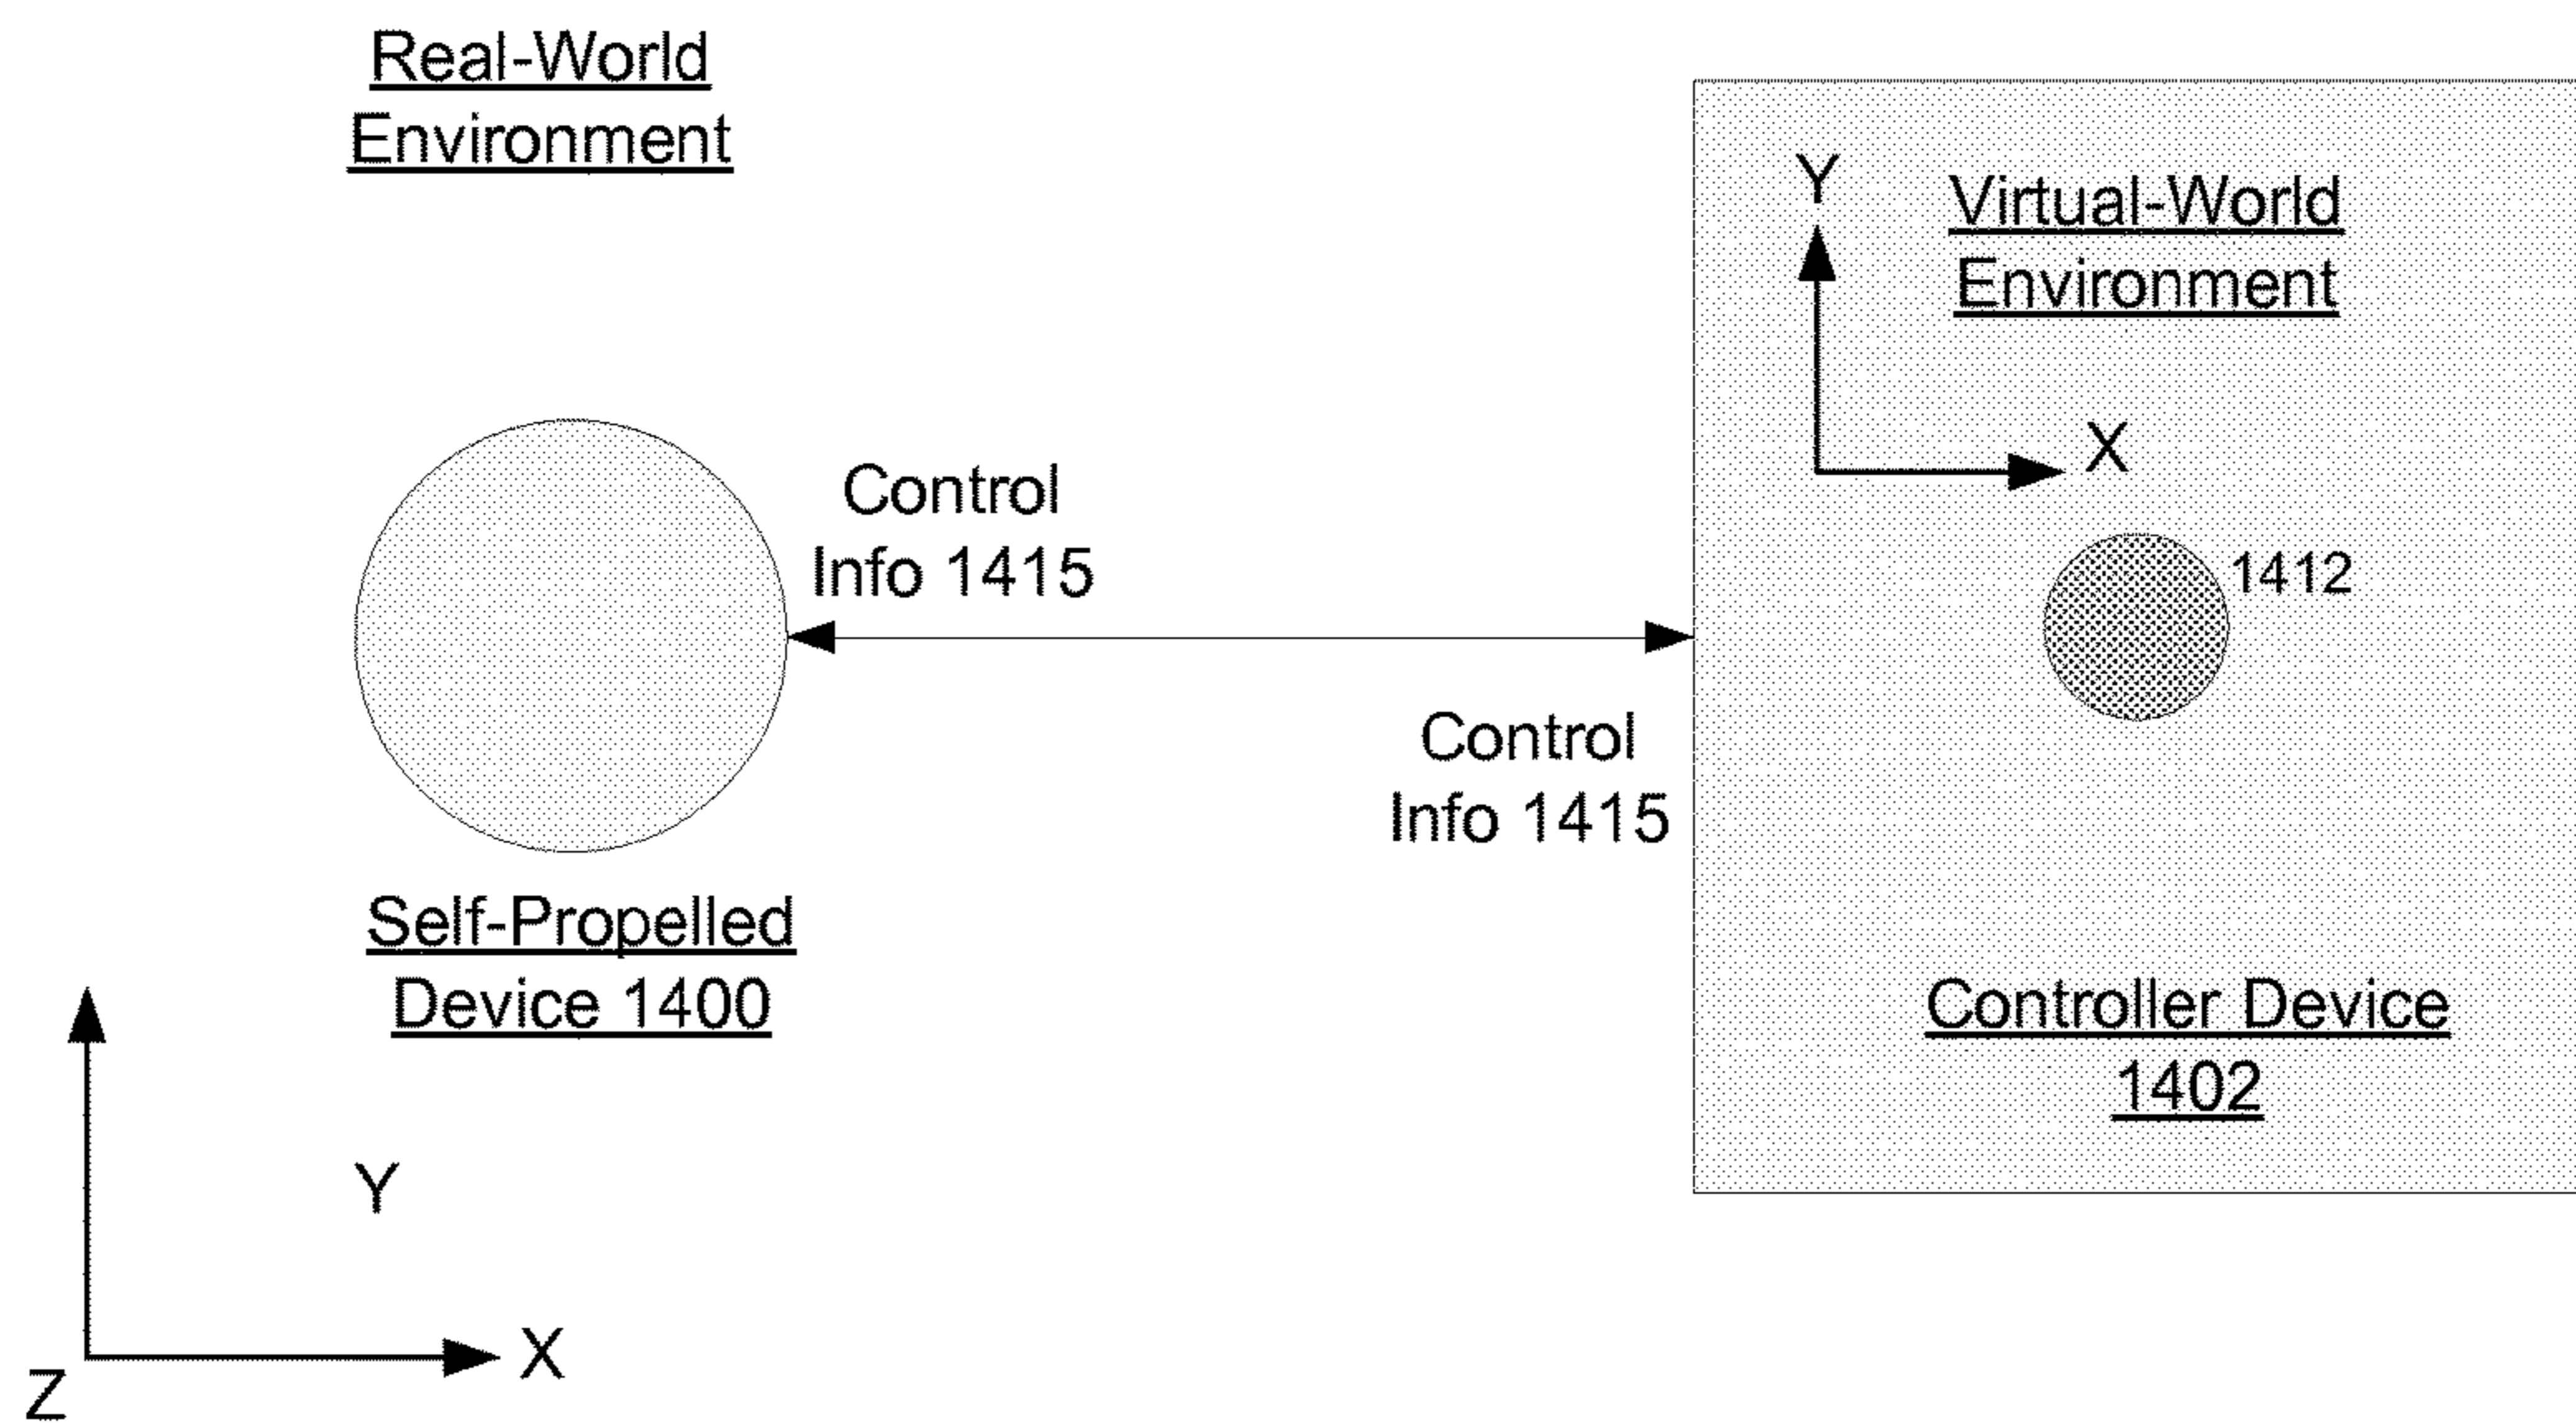 Real-World
Environment
Y
Virtual-World
Environment
X
Control
Info 1415
1412
Control
Info 1415
Self-Propelled
Device 1400
Controller Device
1402
Y
X
Z